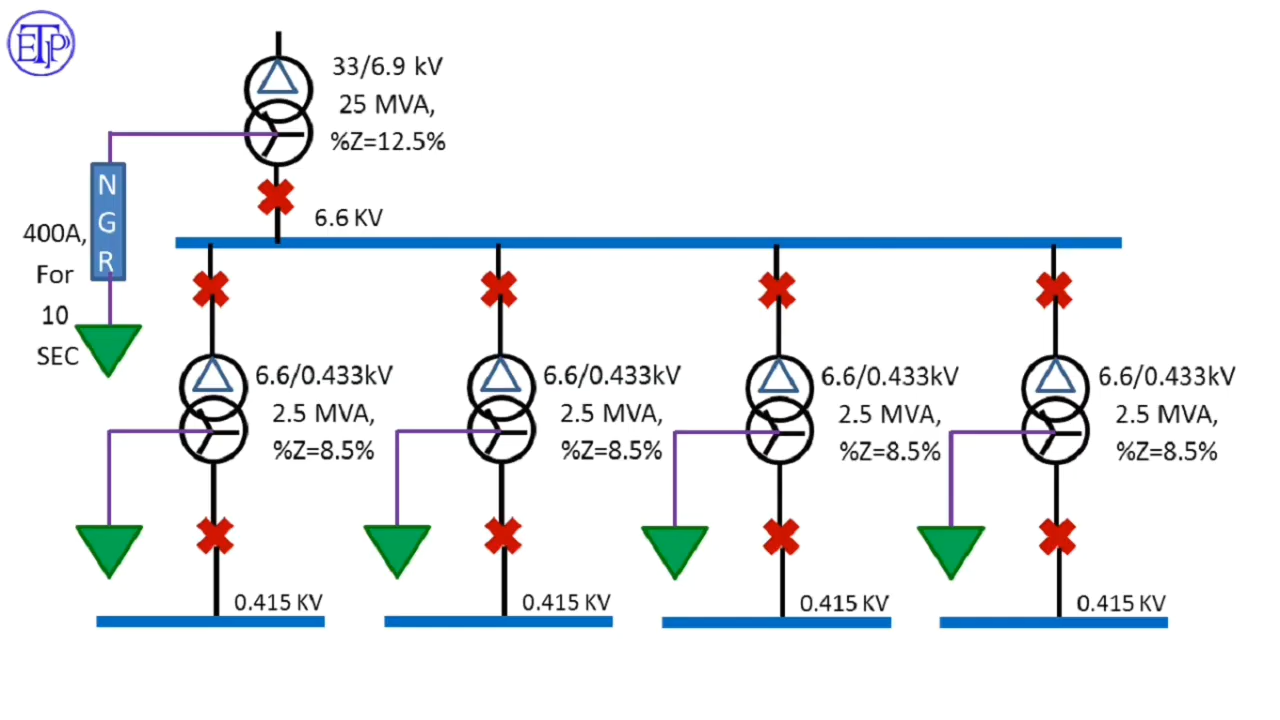 ETP
33/6.9 kV
25 MVA,
%Z=12.5%
N
G
R
400A,
For
10
SEC
6.6 KV
6.6/0.433kV
2.5 MVA,
%Z=8.5%
6.6/0.433kV
2.5 MVA,
%Z=8.5%
6.6/0.433kV
2.5 MVA,
%Z=8.5%
6.6/0.433kV
2.5 MVA,
%Z=8.5%
0.415 KV
0.415 KV
0.415 KV
0.415 KV